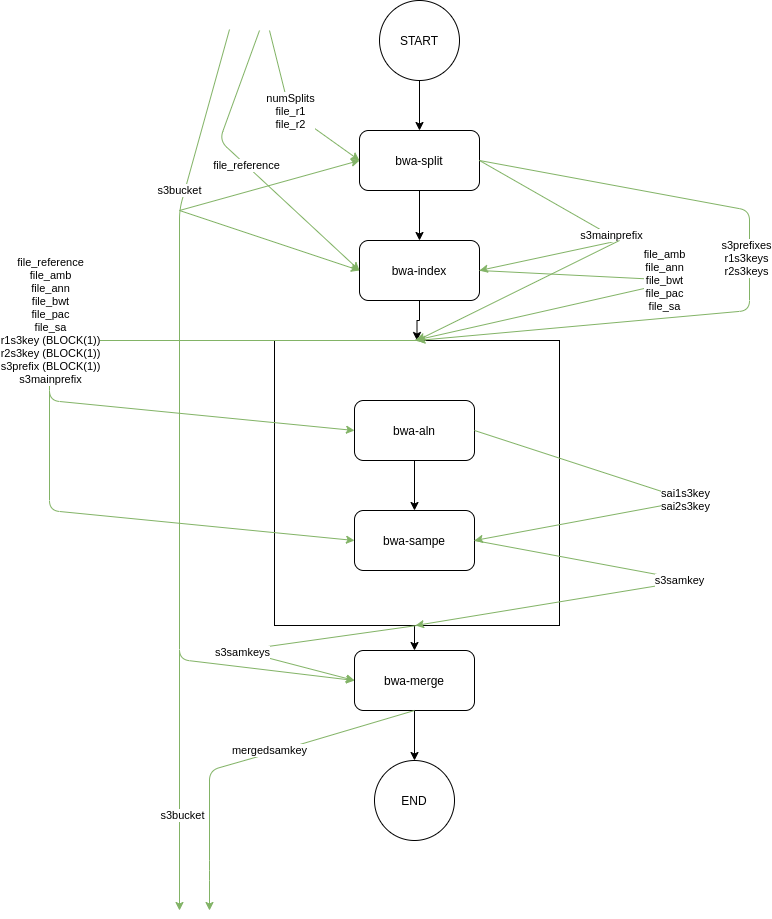 START
numSplits
file_r1
file_r2
bwa-split
file_reference
s3bucket
s3mainprefix
s3prefixes
r1s3keys
r2s3keys
bwa-index
file_amb
file_ann
file_bwt
file_pac
file_sa
file_reference
file_amb
file_ann
file_bwt
file_pac
file_sa
r1s3key (BLOCK(1))
r2s3key (BLOCK(1))
s3prefix (BLOCK(1))
s3mainprefix
bwa-aln
sai1s3key
sai2s3key
bwa-sampe
s3samkey
s3samkeys
bwa-merge
mergedsamkey
END
s3bucket